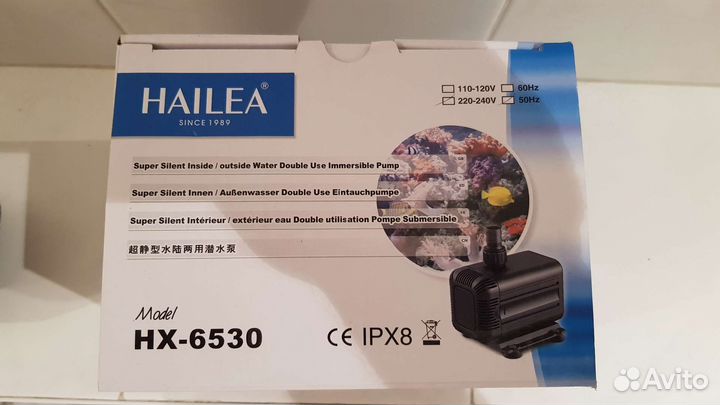 HAILEA®
SINCE 1989
110-120V 60Hz
220-240V 50Hz
Super Silent Inside / outside Water Double Use Immersible Pump
Super Silent Innen / Außenwasser Double Use Eintauchpumpe
Super Silent Intérieur / extérieur eau Double utilisation Pompe Submersible
超静型水陆两用潜水泵
Model
HX-6530
CE IPX8
Avito